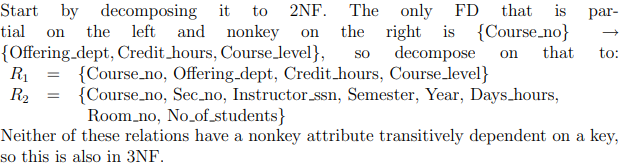 Start by decomposing it to 2NF. The only FD that is par-
tial on the left and nonkey on the right is {Course_no} →
{Offering_dept, Credit_hours, Course_level}, so decompose on that to:
R₁ = {Course_no, Offering_dept, Credit_hours, Course_level}
R₂ = {Course_no, Sec_no, Instructor_ssn, Semester, Year, Days_hours,
Room_no, No_of_students}
Neither of these relations have a nonkey attribute transitively dependent on a key,
so this is also in 3NF.